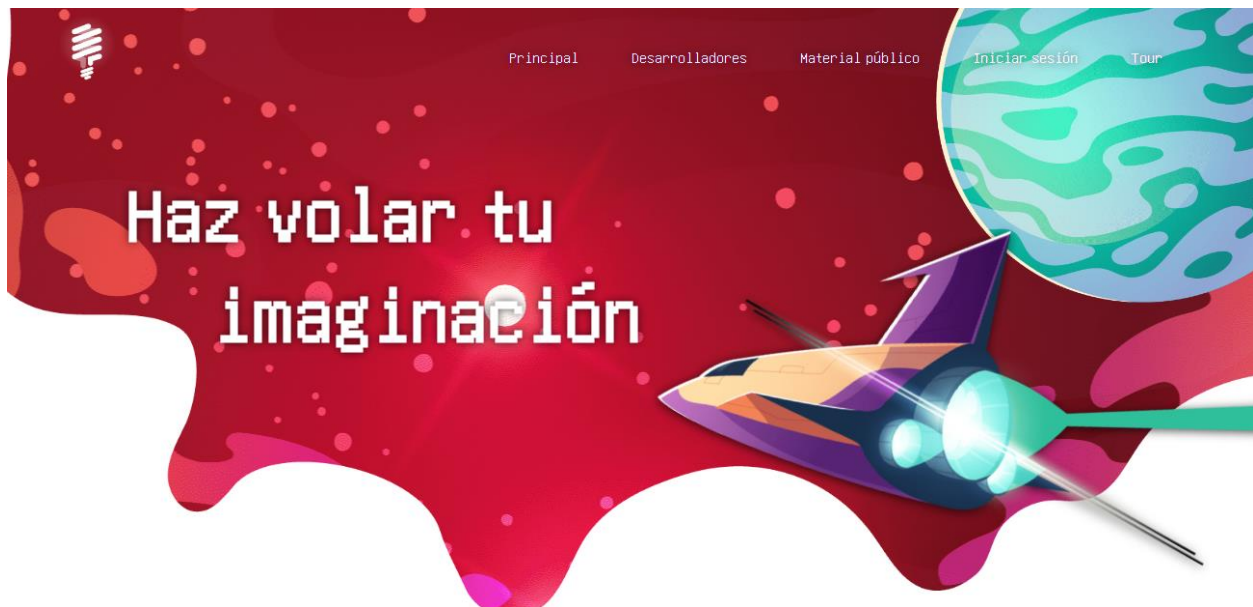 Principal Desarrolladores Material público Iniciar sesión Tour
Haz volar tu
imaginación